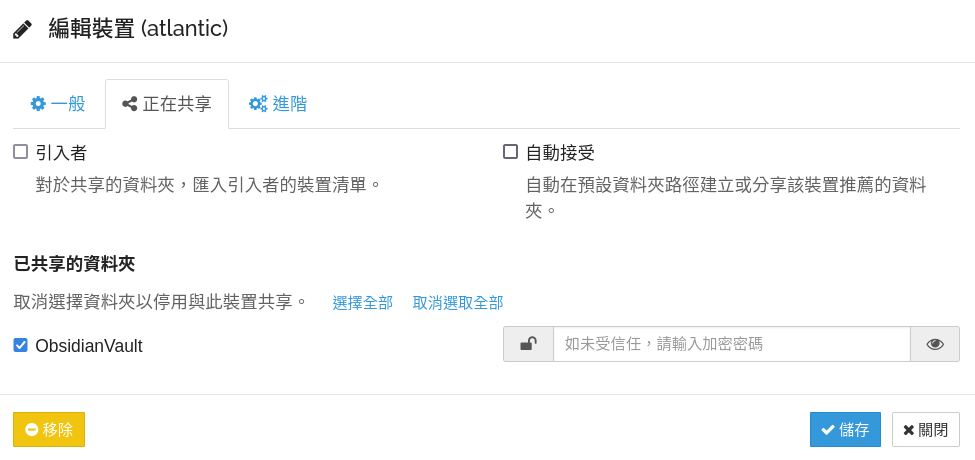 編輯裝置 (atlantic)
一般
正在共享
進階
引入者
對於共享的資料夾，匯入引入者的裝置清單。
自動接受
自動在預設資料夾路徑建立或分享該裝置推薦的資料
夾。
已共享的資料夾
取消選擇資料夾以停用與此裝置共享。 選擇全部 取消選取全部
ObsidianVault
如未受信任，請輸入加密密碼
移除
儲存
關閉